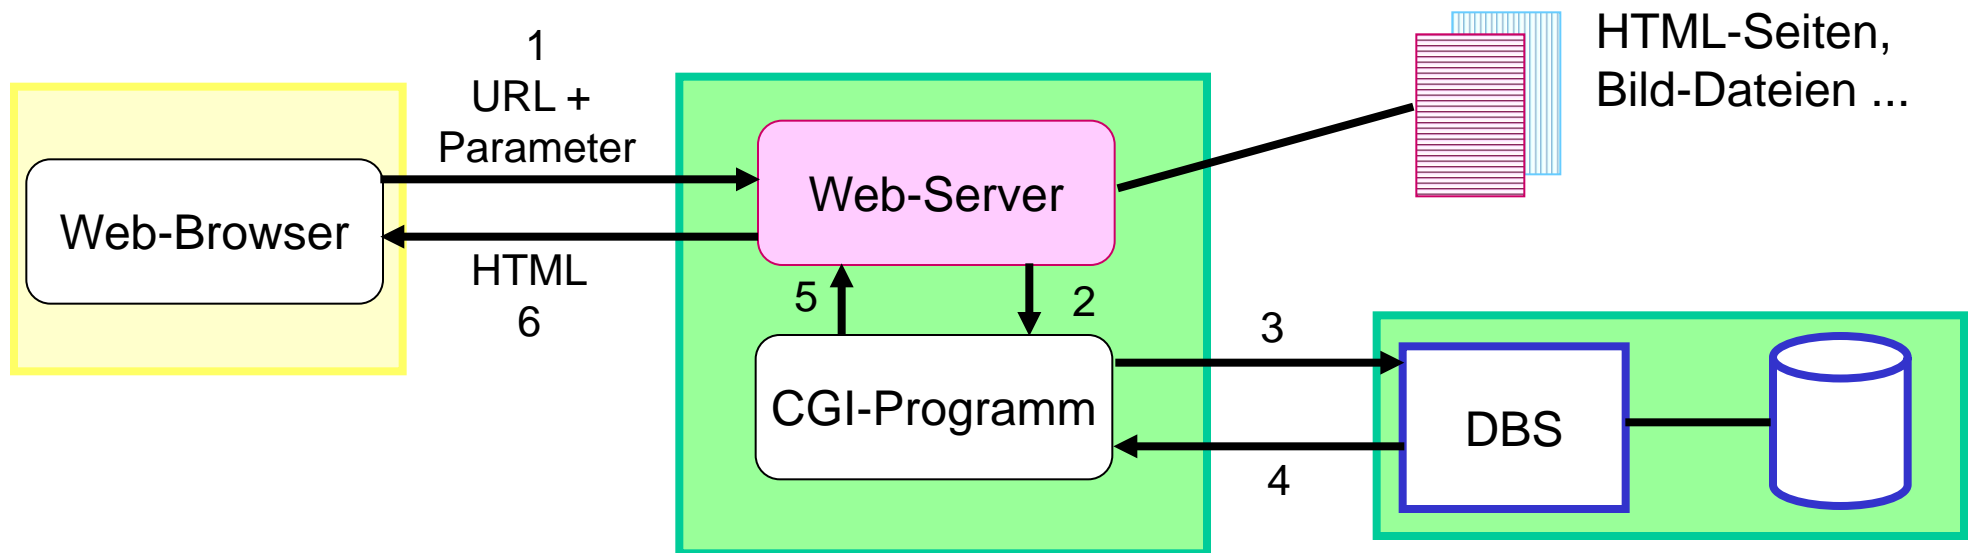 1
URL +
Parameter
Web-Browser
HTML
6
Web-Server
5
2
CGI-Programm
3
4
DBS
HTML-Seiten,
Bild-Dateien ...